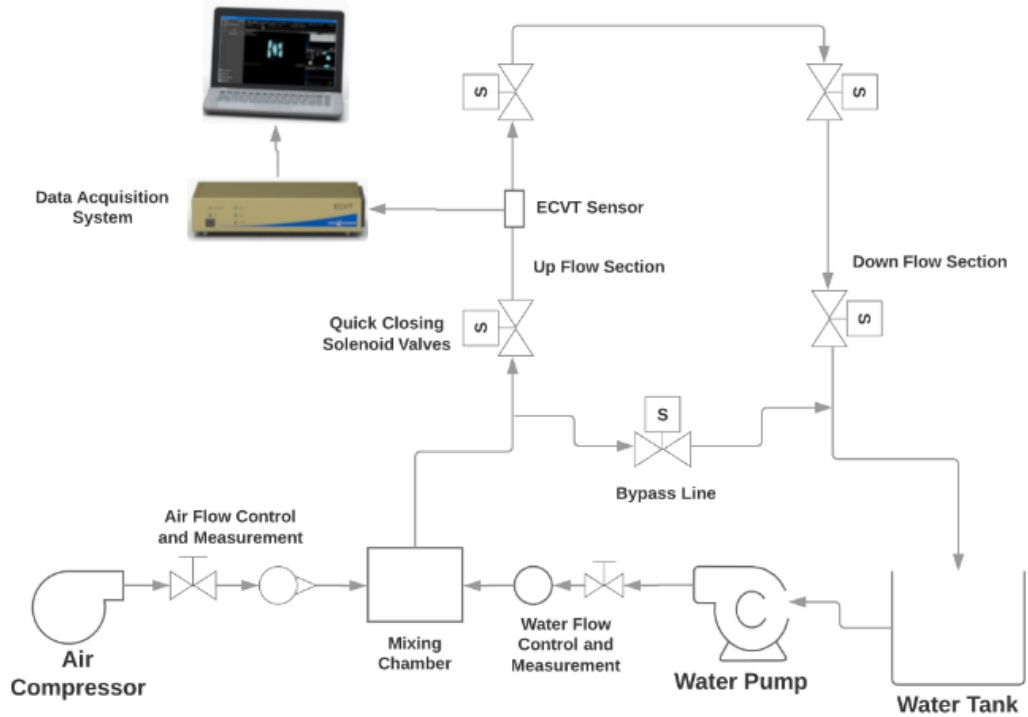 S
S
Data Acquisition
System
ECVT
ECVT Sensor
Up Flow Section
Down Flow Section
Quick Closing
Solenoid Valves
S
S
S
Bypass Line
Air Flow Control
and Measurement
Mixing
Chamber
Water Flow
Control and
Measurement
Air
Compressor
Water Pump
Water Tank